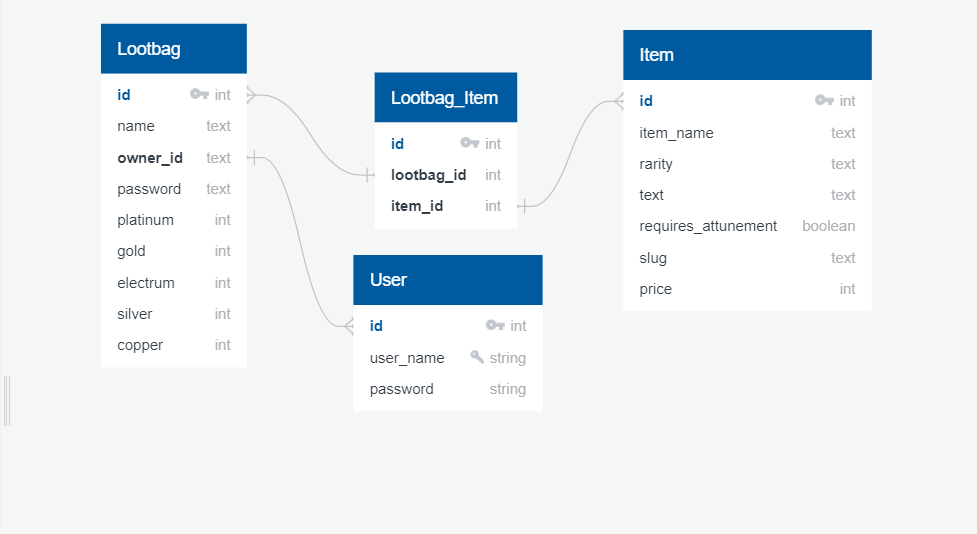 Lootbag
id int
name text
owner_id text
password text
platinum int
gold int
electrum int
silver int
copper int
Lootbag_Item
id int
lootbag_id int
item_id int
User
id int
user_name string
password string
Item
id int
item_name text
rarity text
text text
requires_attunement boolean
slug text
price int